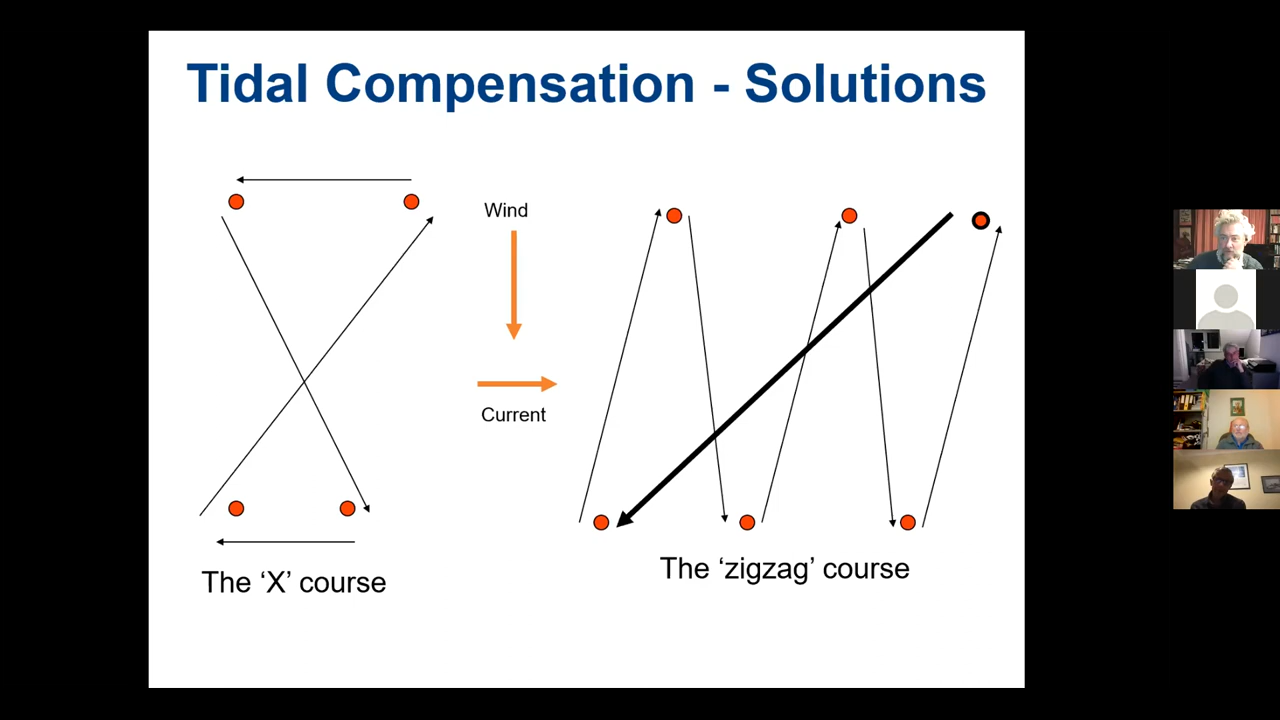 Tidal Compensation - Solutions
Wind
Current
The ‘X’ course
The ‘zigzag’ course